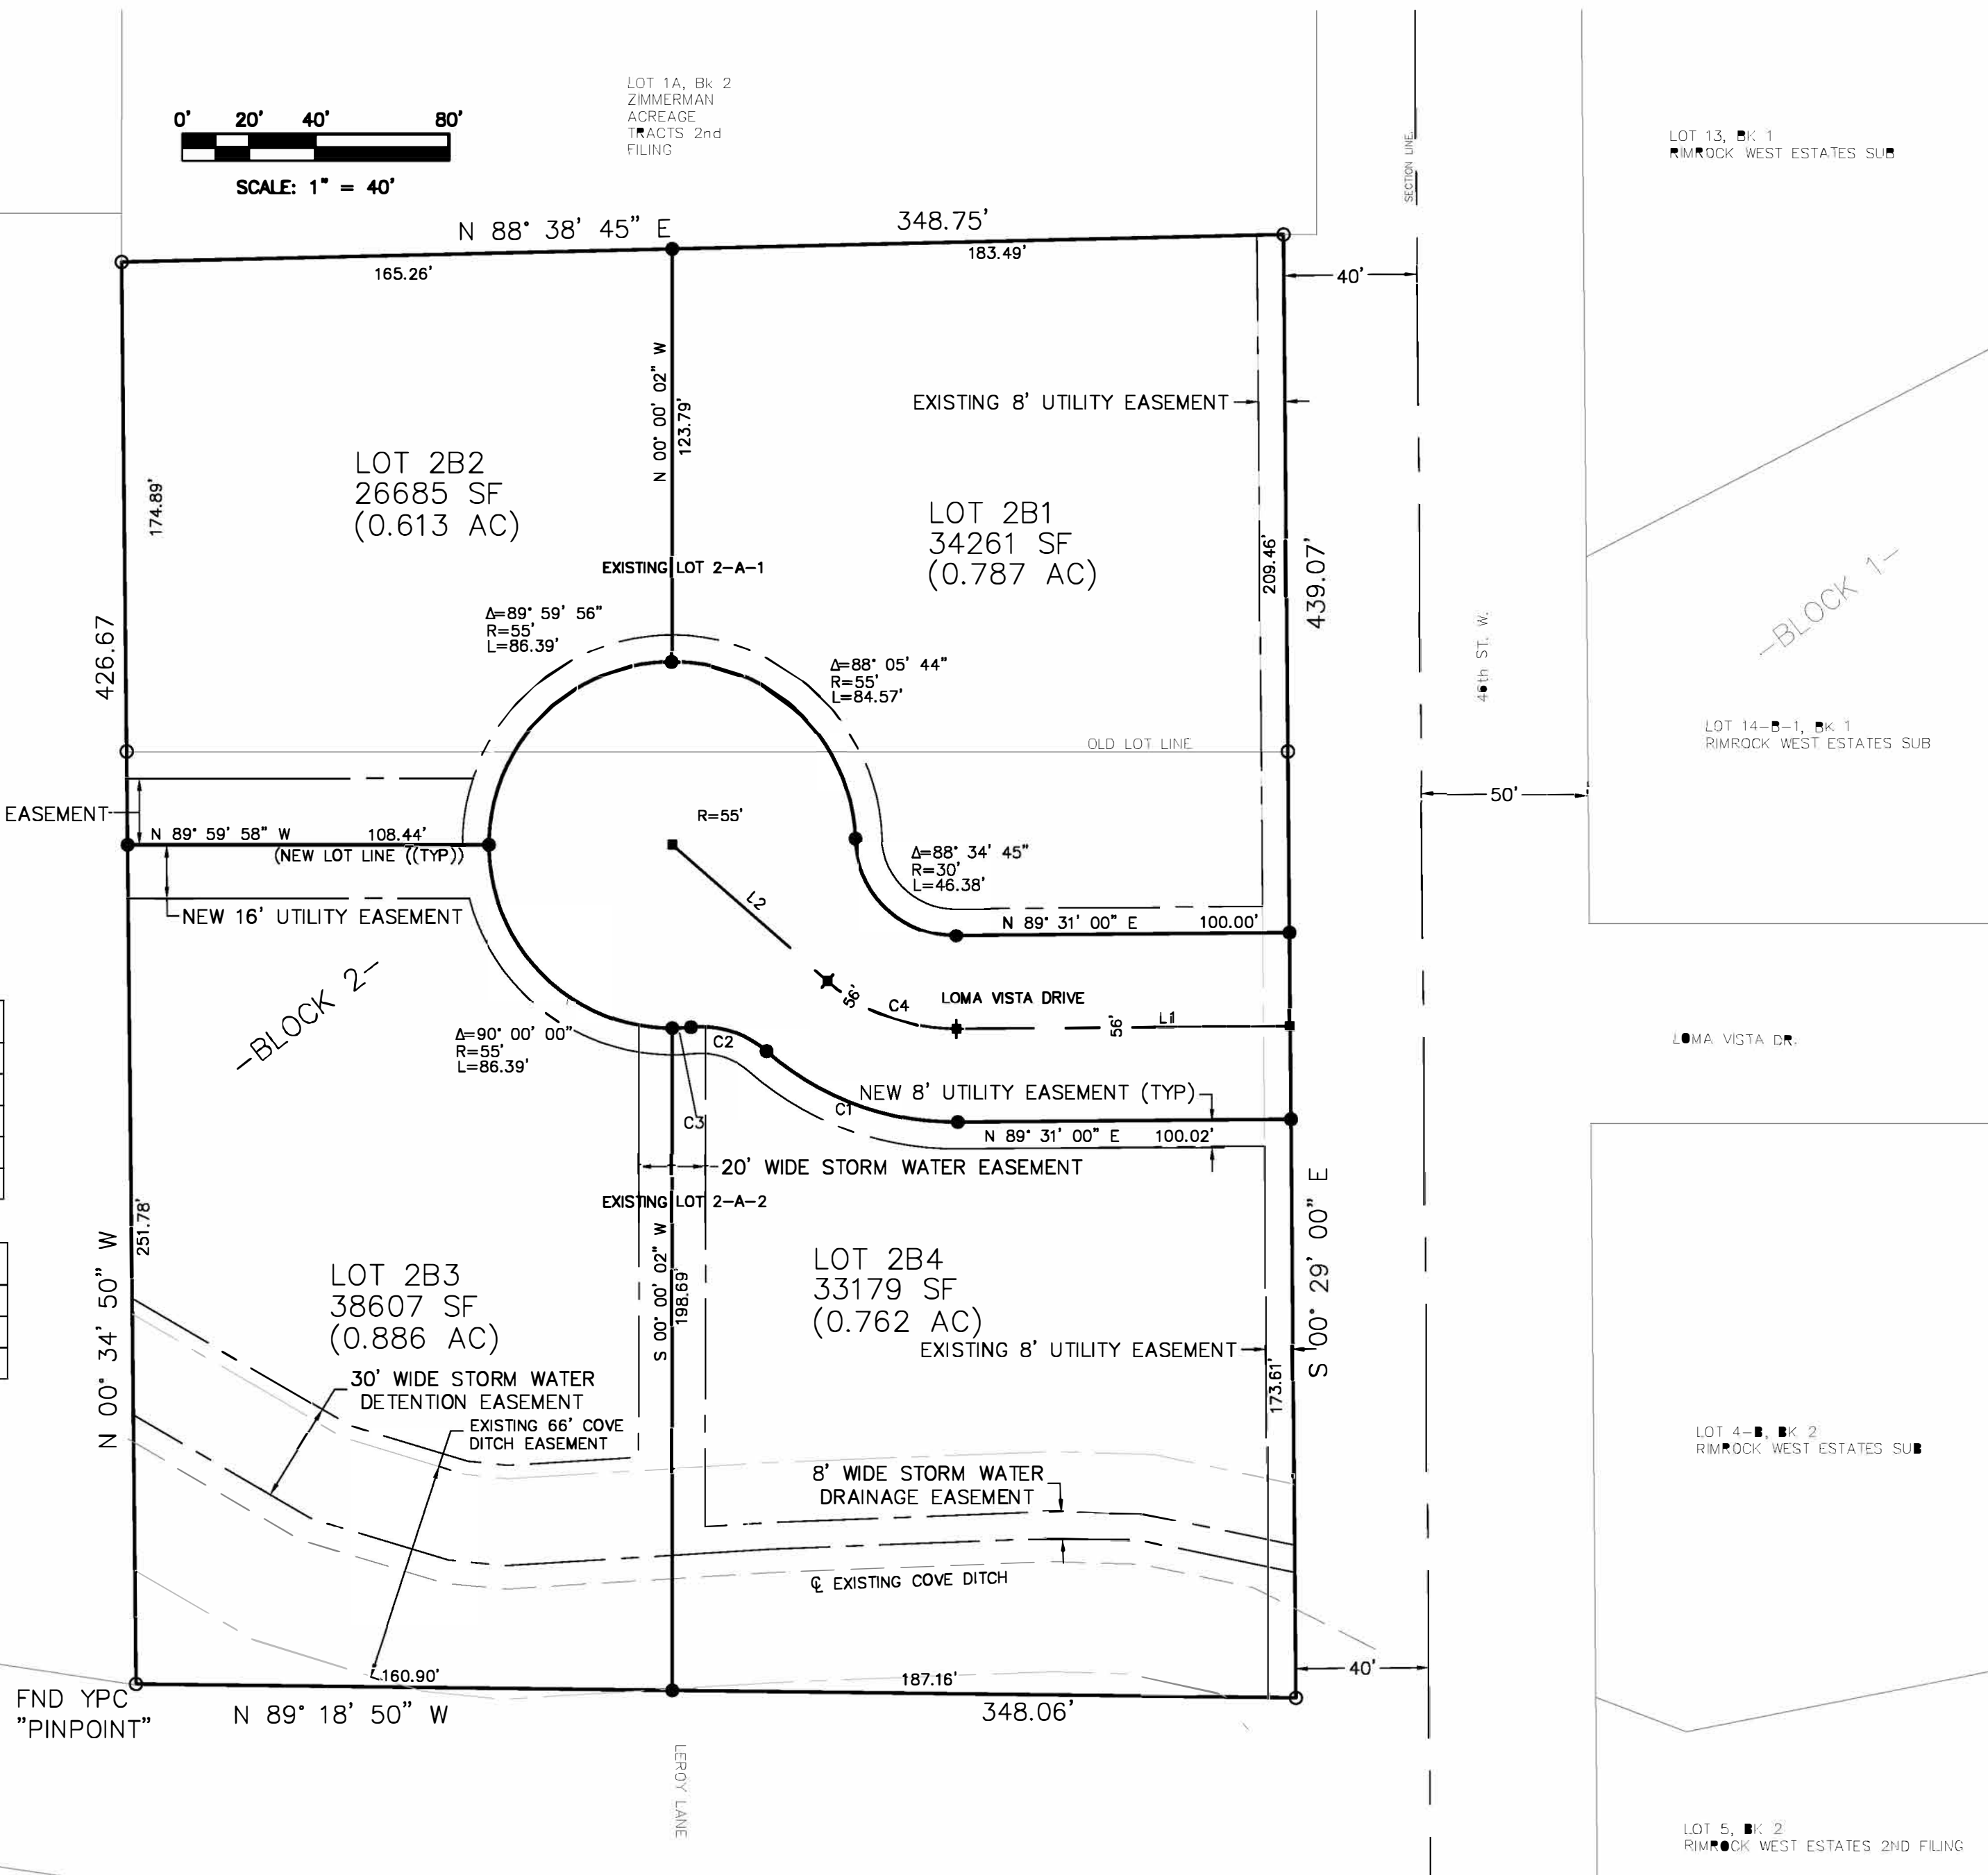 LOT 1A, Bk 2
ZIMMERMAN
ACREAGE
TRACTS 2nd
FILING
0' 20' 40' 80'
SCALE: 1" = 40'
SECTION LINE
LOT 13, BK 1
RIMROCK WEST ESTATES SUB
N 88° 38' 45" E
348.75'
165.26'
183.49'
40'
N 00° 00' 02" W
123.79'
EXISTING 8' UTILITY EASEMENT
LOT 2B2
26685 SF
(0.613 AC)
174.89'
LOT 2B1
34261 SF
(0.787 AC)
209.46'
439.07'
EXISTING LOT 2-A-1
Δ=89° 59' 56"
R=55'
L=86.39'
Δ=88° 05' 44"
R=55'
L=84.57'
426.67
46th ST. W.
-BLOCK 1-
LOT 14-B-1, BK 1
RIMROCK WEST ESTATES SUB
OLD LOT LINE
50'
EASEMENT
R=55'
N 89° 59' 58" W 108.44'
(NEW LOT LINE ((TYP))
Δ=88° 34' 45"
R=30'
L=46.38'
L2
NEW 16' UTILITY EASEMENT
N 89° 31' 00" E 100.00'
-BLOCK 2-
56'
C4
LOMA VISTA DRIVE
56'
L1
LOMA VISTA DR.
Δ=90° 00' 00"
R=55'
L=86.39'
C2
NEW 8' UTILITY EASEMENT (TYP)
C1
C3
N 89° 31' 00" E 100.02'
20' WIDE STORM WATER EASEMENT
EXISTING LOT 2-A-2
251.78'
N 00° 34' 50" W
S 00° 00' 02" W
198.69'
LOT 2B3
38607 SF
(0.886 AC)
LOT 2B4
33179 SF
(0.762 AC)
S 00° 29' 00" E
EXISTING 8' UTILITY EASEMENT
173.61'
30' WIDE STORM WATER
DETENTION EASEMENT
EXISTING 66' COVE
DITCH EASEMENT
LOT 4-B, BK 2
RIMROCK WEST ESTATES SUB
8' WIDE STORM WATER
DRAINAGE EASEMENT
℄ EXISTING COVE DITCH
160.90'
187.16'
40'
FND YPC
"PINPOINT"
N 89° 18' 50" W
348.06'
LEROY LANE
LOT 5, BK 2
RIMROCK WEST ESTATES 2ND FILING